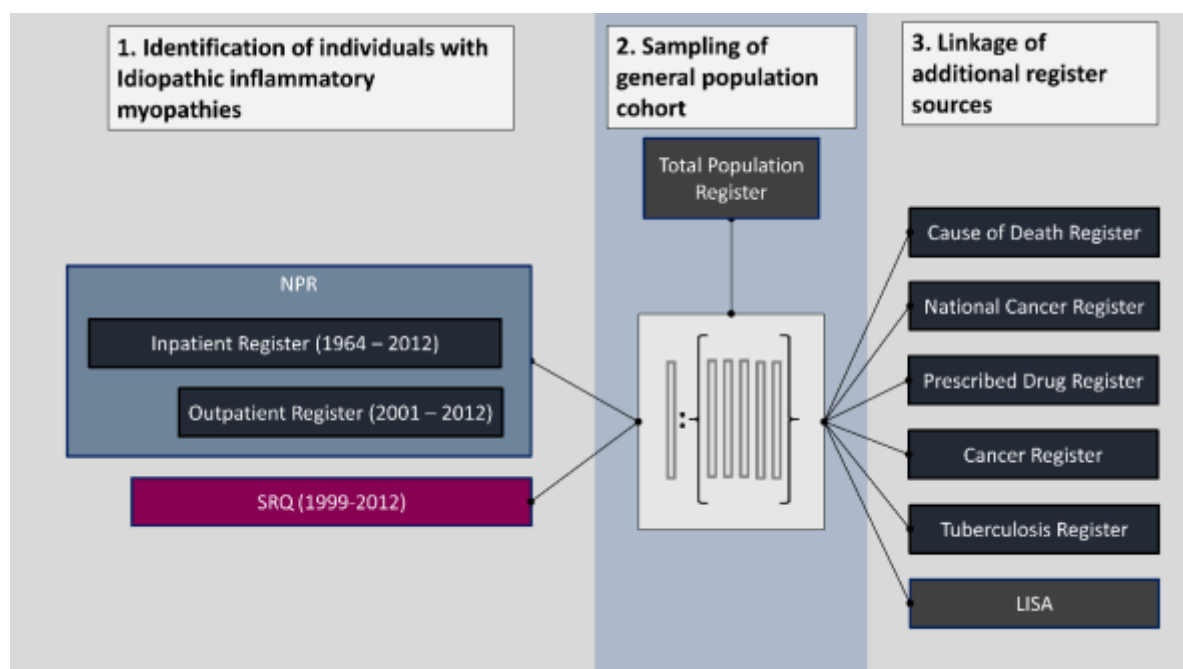 1. Identification of individuals with
Idiopathic inflammatory
myopathies
2. Sampling of
general population
cohort
3. Linkage of
additional register
sources
Total Population
Register
NPR
Inpatient Register (1964 – 2012)
Outpatient Register (2001 – 2012)
SRQ (1999-2012)
:
Cause of Death Register
National Cancer Register
Prescribed Drug Register
Cancer Register
Tuberculosis Register
LISA